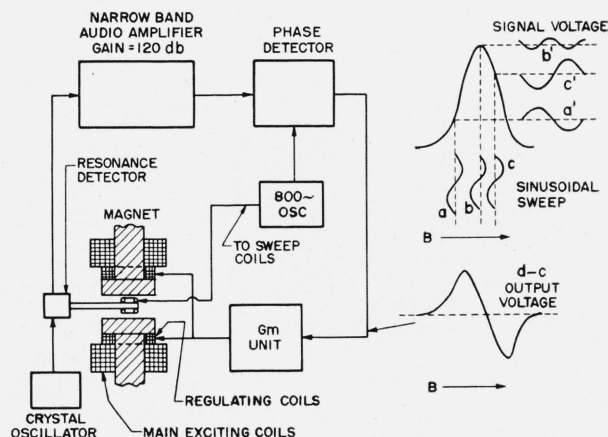 NARROW BAND
AUDIO AMPLIFIER
GAIN = 120 db
PHASE
DETECTOR
SIGNAL VOLTAGE
b'
c'
a'
RESONANCE
DETECTOR
MAGNET
800~
OSC
TO SWEEP
COILS
c
a
b
SINUSOIDAL
SWEEP
B
d-c
OUTPUT
VOLTAGE
Gm
UNIT
B
REGULATING COILS
CRYSTAL
OSCILLATOR
MAIN EXCITING COILS